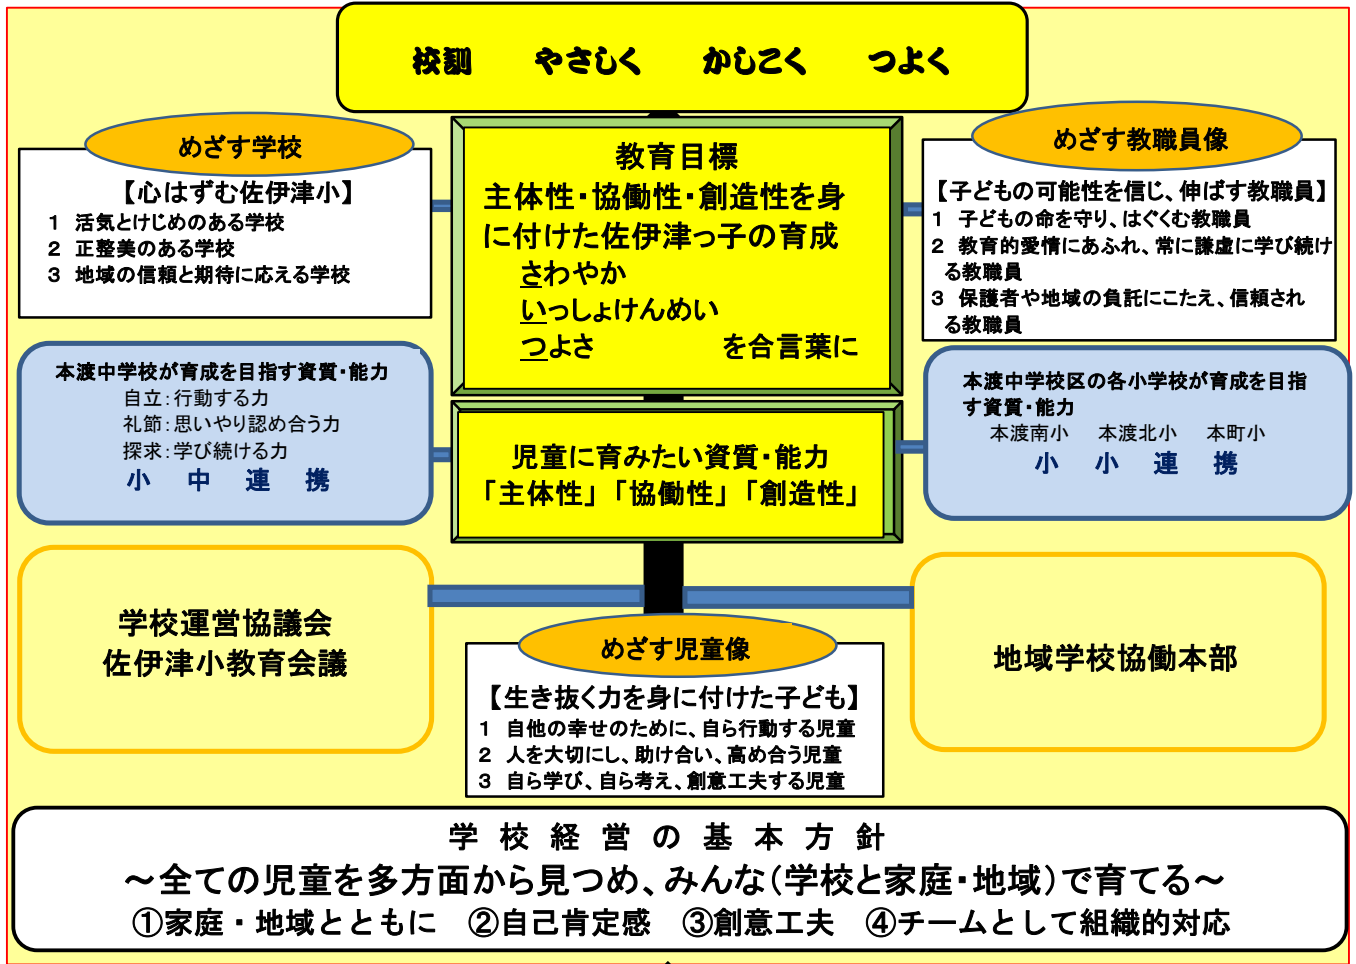 校訓　やさしく　かしこく　つよく
めざす学校
【心はずむ佐伊津小】
1　活気とけじめのある学校
2　正整美のある学校
3　地域の信頼と期待に応える学校
教育目標
主体性・協働性・創造性を身
に付けた佐伊津っ子の育成
さわやか
いっしょけんめい
つよさ　を合言葉に
めざす教職員像
【子どもの可能性を信じ、伸ばす教職員】
1　子どもの命を守り、はぐくむ教職員
2　教育的愛情にあふれ、常に謙虚に学び続け
る教職員
3　保護者や地域の負託にこたえ、信頼され
る教職員
本渡中学校が育成を目指す資質・能力
自立：行動する力
礼節：思いやり認め合う力
探求：学び続ける力
小　中　連　携
児童に育みたい資質・能力
「主体性」「協働性」「創造性」
本渡中学校区の各小学校が育成を目指
す資質・能力
本渡南小　本渡北小　本町小
小　小　連　携
学校運営協議会
佐伊津小教育会議
地域学校協働本部
めざす児童像
【生き抜く力を身に付けた子ども】
1　自他の幸せのために、自ら行動する児童
2　人を大切にし、助け合い、高め合う児童
3　自ら学び、自ら考え、創意工夫する児童
学　校　経　営　の　基　本　方　針
～全ての児童を多方面から見つめ、みんな（学校と家庭・地域）で育てる～
①家庭・地域とともに　②自己肯定感　③創意工夫　④チームとして組織的対応